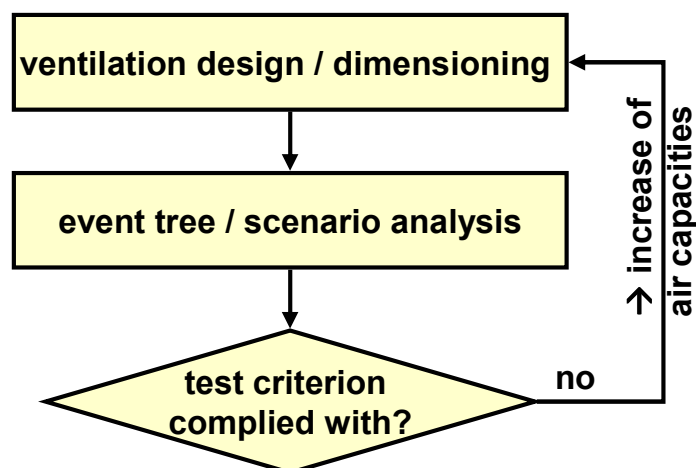 ventilation design / dimensioning
event tree / scenario analysis
test criterion
complied with?
no
→ increase of
air capacities